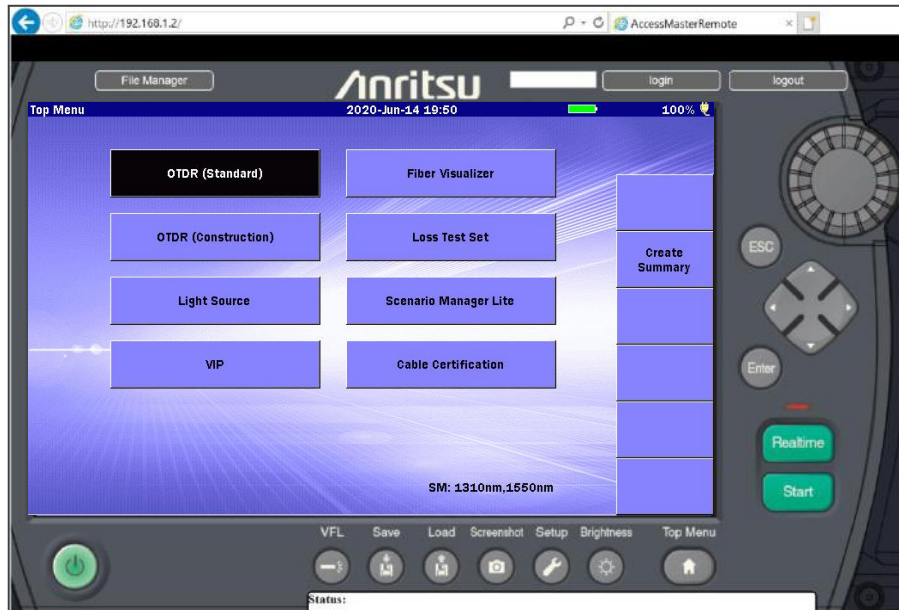 http://192.168.1.2/
AccessMasterRemote
File Manager
Anritsu
login
logout
Top Menu
2020-Jun-14 19:50
100%
OTDR (Standard)
Fiber Visualizer
OTDR (Construction)
Loss Test Set
Create
Summary
ESC
Light Source
Scenario Manager Lite
VIP
Cable Certification
Enter
Realtime
Start
SM: 1310nm,1550nm
VFL
Save
Load
Screenshot
Setup
Brightness
Top Menu
Status: